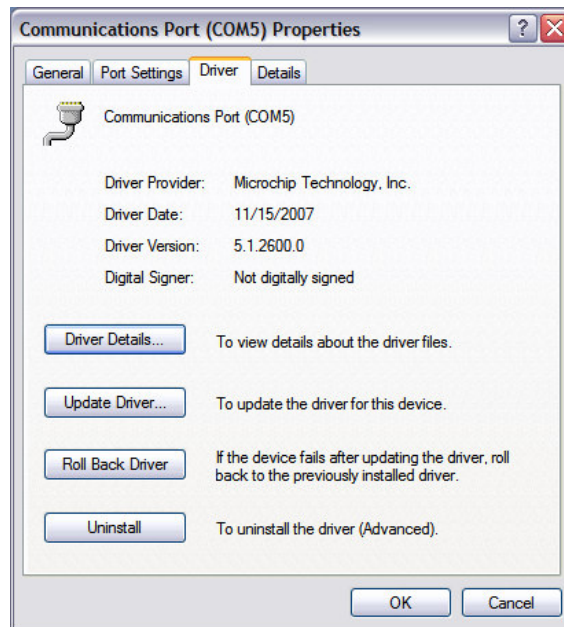 Communications Port (COM5) Properties
?
General Port Settings Driver Details
Communications Port (COM5)
Driver Provider: Microchip Technology, Inc.
Driver Date: 11/15/2007
Driver Version: 5.1.2600.0
Digital Signer: Not digitally signed
Driver Details... To view details about the driver files.
Update Driver... To update the driver for this device.
Roll Back Driver If the device fails after updating the driver, roll
back to the previously installed driver.
Uninstall To uninstall the driver (Advanced).
OK Cancel